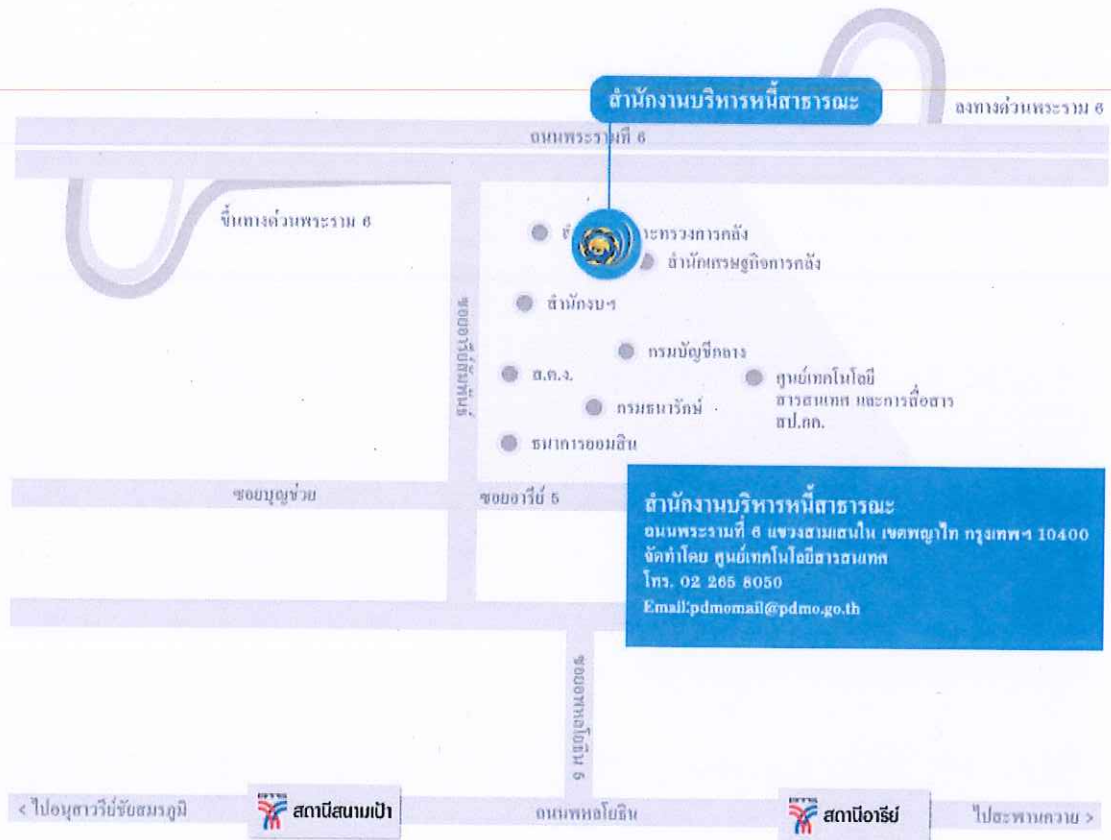 สำนักงานบริหารหนี้สาธารณะ
ลงทางด่วนพระราม 6
ถนนพระรามที่ 6
ขึ้นทางด่วนพระราม 6
ะทรวงการคลัง
สำนักเศรษฐกิจการคลัง
สำนักงบฯ
ซอยอารีย์สัมพันธ์
กรมบัญชีกลาง
ส.ต.ง.
ศูนย์เทคโนโลยี
สารสนเทศ และการสื่อสาร
สป.กค.
กรมธนารักษ์
ธนาคารออมสิน
ซอยบุญช่วย
ซอยอารีย์ 5
สำนักงานบริหารหนี้สาธารณะ
ถนนพระรามที่ 6 แขวงสามเสนใน เขตพญาไท กรุงเทพฯ 10400
จัดทำโดย ศูนย์เทคโนโลยีสารสนเทศ
โทร. 02 265 8050
Email:pdmomail@pdmo.go.th
< ไปอนุสาวรีย์ชัยสมรภูมิ
สถานีสนามเป้า
ถนนพหลโยธิน
สถานีอารีย์
ไปสะพานควาย >